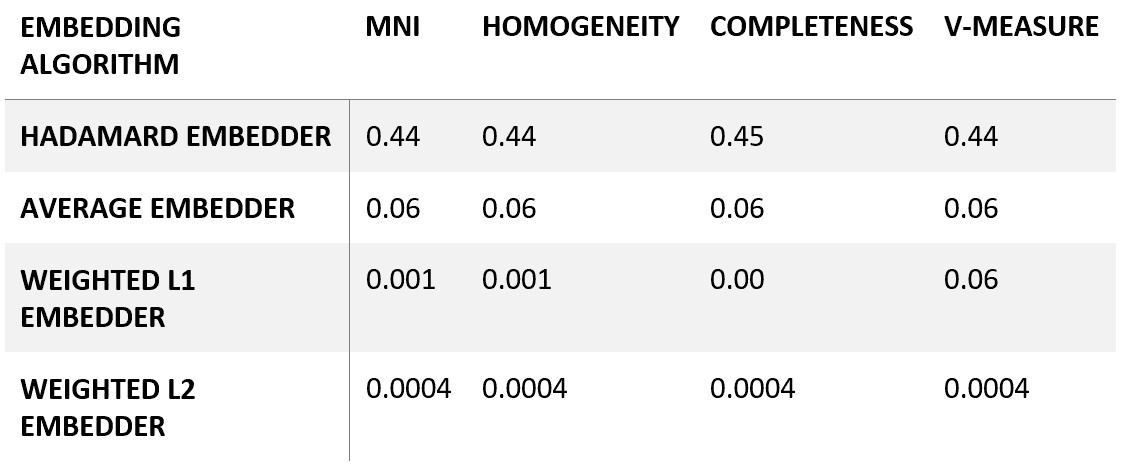 EMBEDDING ALGORITHM MNI HOMOGENEITY COMPLETENESS V-MEASURE
HADAMARD EMBEDDER 0.44 0.44 0.45 0.44
AVERAGE EMBEDDER 0.06 0.06 0.06 0.06
WEIGHTED L1 EMBEDDER 0.001 0.001 0.00 0.06
WEIGHTED L2 EMBEDDER 0.0004 0.0004 0.0004 0.0004